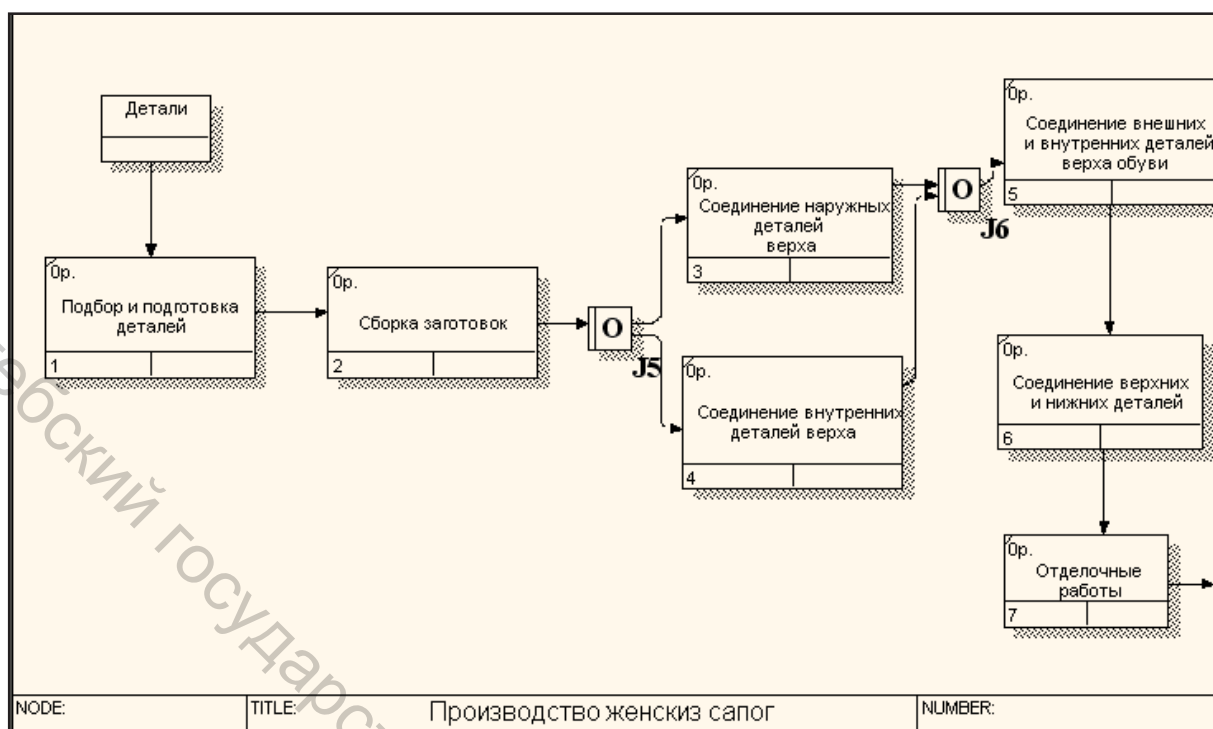 Детали
0р.
Подбор и подготовка
деталей
1
0р.
Сборка заготовок
2
O
J5
0р.
Соединение наружных
деталей
верха
3
0р.
Соединение внутренних
деталей верха
4
O
J6
0р.
Соединение внешних
и внутренних деталей
верха обуви
5
0р.
Соединение верхних
и нижних деталей
6
0р.
Отделочные
работы
7
NODE:
TITLE:
Производство женскиз сапог
NUMBER: